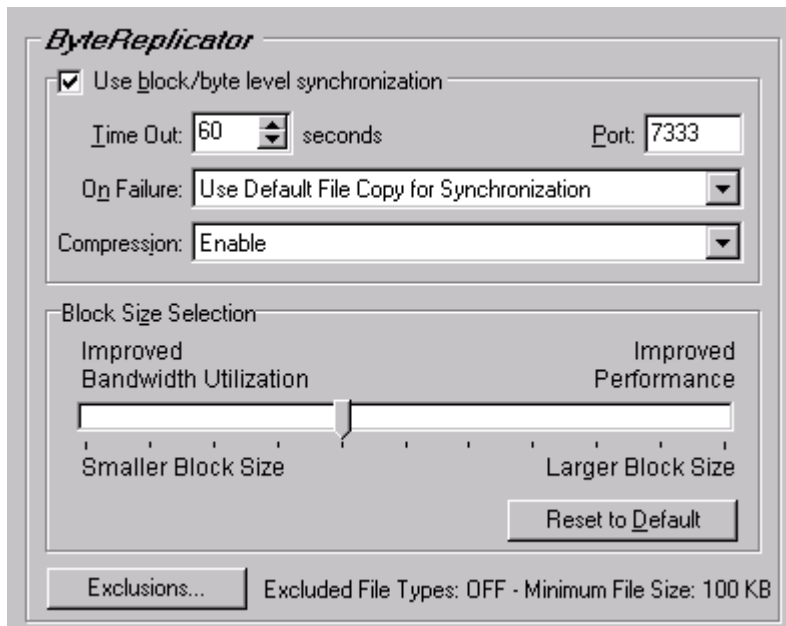 ByteReplicator
Use block/byte level synchronization
Time Out: 60 seconds Port: 7333
On Failure: Use Default File Copy for Synchronization
Compression: Enable
Block Size Selection
Improved Improved
Bandwidth Utilization Performance
Smaller Block Size Larger Block Size
Reset to Default
Exclusions... Excluded File Types: OFF - Minimum File Size: 100 KB